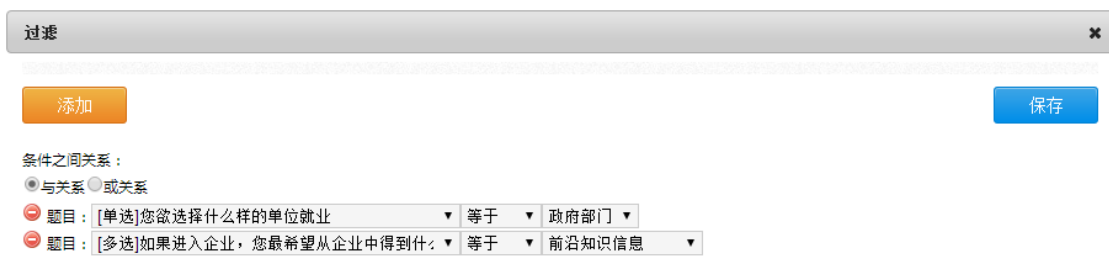 过滤
添加 保存
条件之间关系：
与关系 或关系
题目：[单选]您欲选择什么样的单位就业 等于 政府部门
题目：[多选]如果进入企业，您最希望从企业中得到什 等于 前沿知识信息